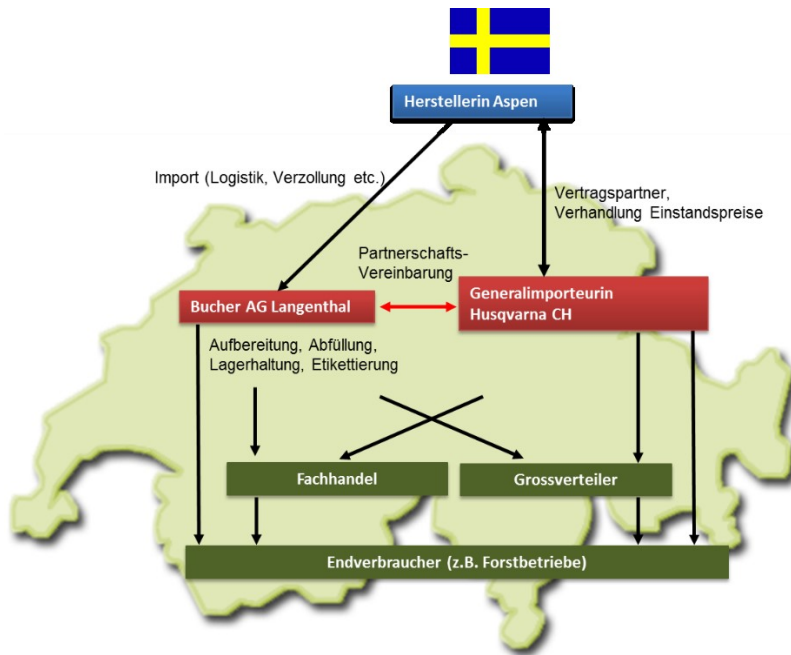 Herstellerin Aspen
Import (Logistik, Verzollung etc.)
Vertragspartner,
Verhandlung Einstandspreise
Partnerschafts-
Vereinbarung
Bucher AG Langenthal
Generalimporteurin
Husqvarna CH
Aufbereitung, Abfüllung,
Lagerhaltung, Etikettierung
Fachhandel
Grossverteiler
Endverbraucher (z.B. Forstbetriebe)